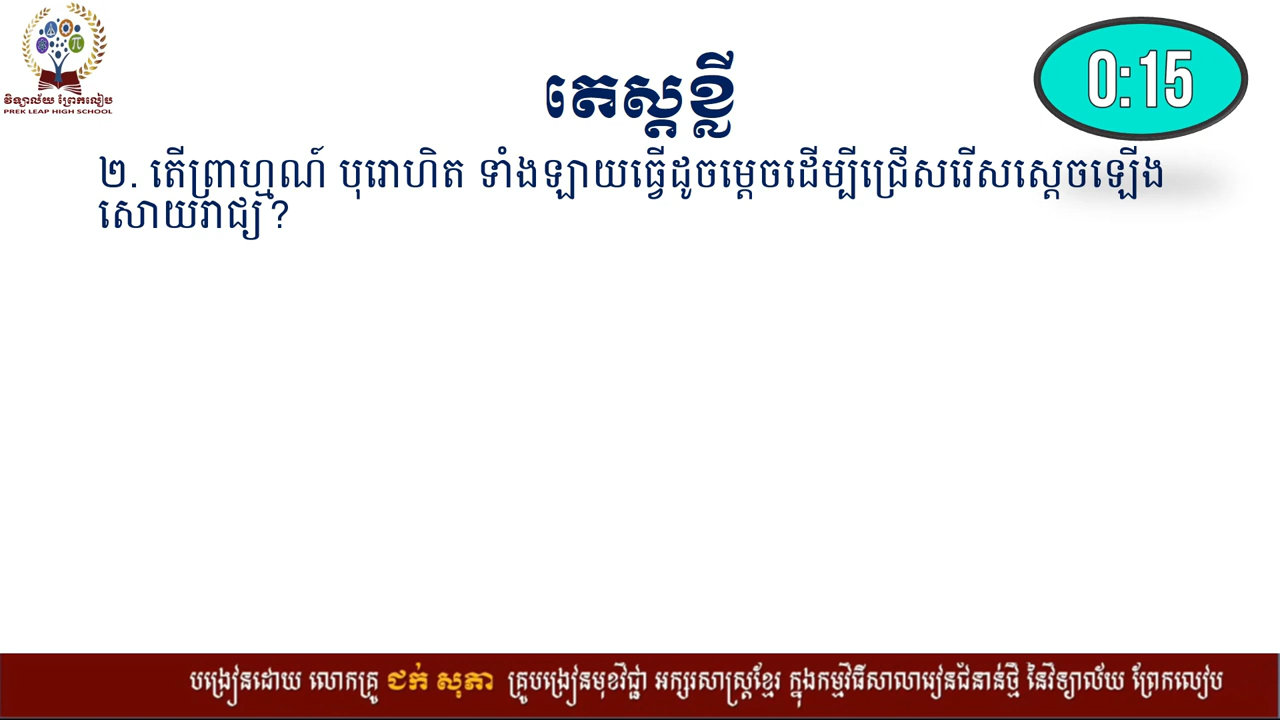 វិទ្យាល័យ ព្រែកលៀប
PREK LEAP HIGH SCHOOL
តេស្តខ្លី
0:15
២. តើព្រាហ្មណ៍ បុរោហិត ទាំងឡាយធ្វើដូចម្តេចដើម្បីជ្រើសរើសស្តេចឡើង
សោយរាជ្យ ?
បង្រៀនដោយ លោកគ្រូ ជក់ សុភា គ្រូបង្រៀនមុខវិជ្ជា អក្សរសាស្ត្រខ្មែរ ក្នុងកម្មវិធីសាលារៀនជំនាន់ថ្មី នៃវិទ្យាល័យ ព្រែកលៀប